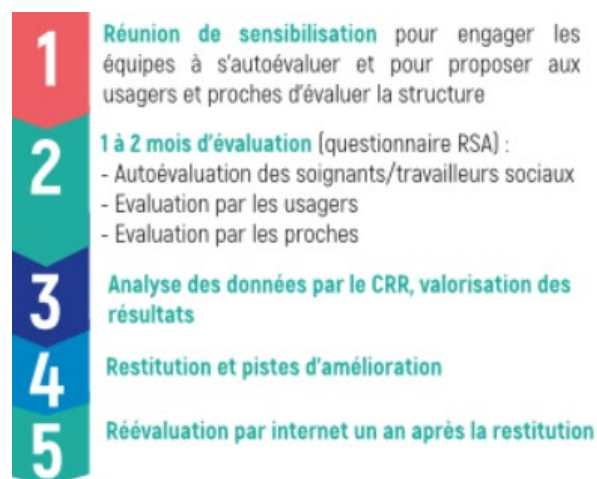 1
Réunion de sensibilisation pour engager les
équipes à s'autoévaluer et pour proposer aux
usagers et proches d'évaluer la structure
2
1 à 2 mois d'évaluation (questionnaire RSA) :
- Autoévaluation des soignants/travailleurs sociaux
- Evaluation par les usagers
- Evaluation par les proches
3
Analyse des données par le CRR, valorisation des
résultats
4
Restitution et pistes d'amélioration
5
Réévaluation par internet un an après la restitution